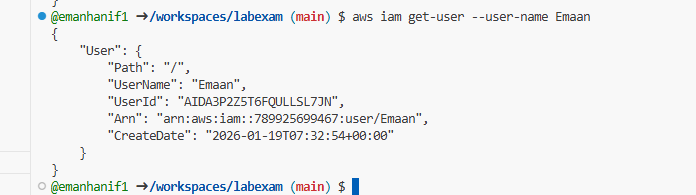 }
@emanhanif1 →/workspaces/labexam (main) $ aws iam get-user --user-name Emaan
{
    "User": {
        "Path": "/",
        "UserName": "Emaan",
        "UserId": "AIDA3P2Z5T6FQULLSL7JN",
        "Arn": "arn:aws:iam::789925699467:user/Emaan",
        "CreateDate": "2026-01-19T07:32:54+00:00"
    }
}
@emanhanif1 →/workspaces/labexam (main) $